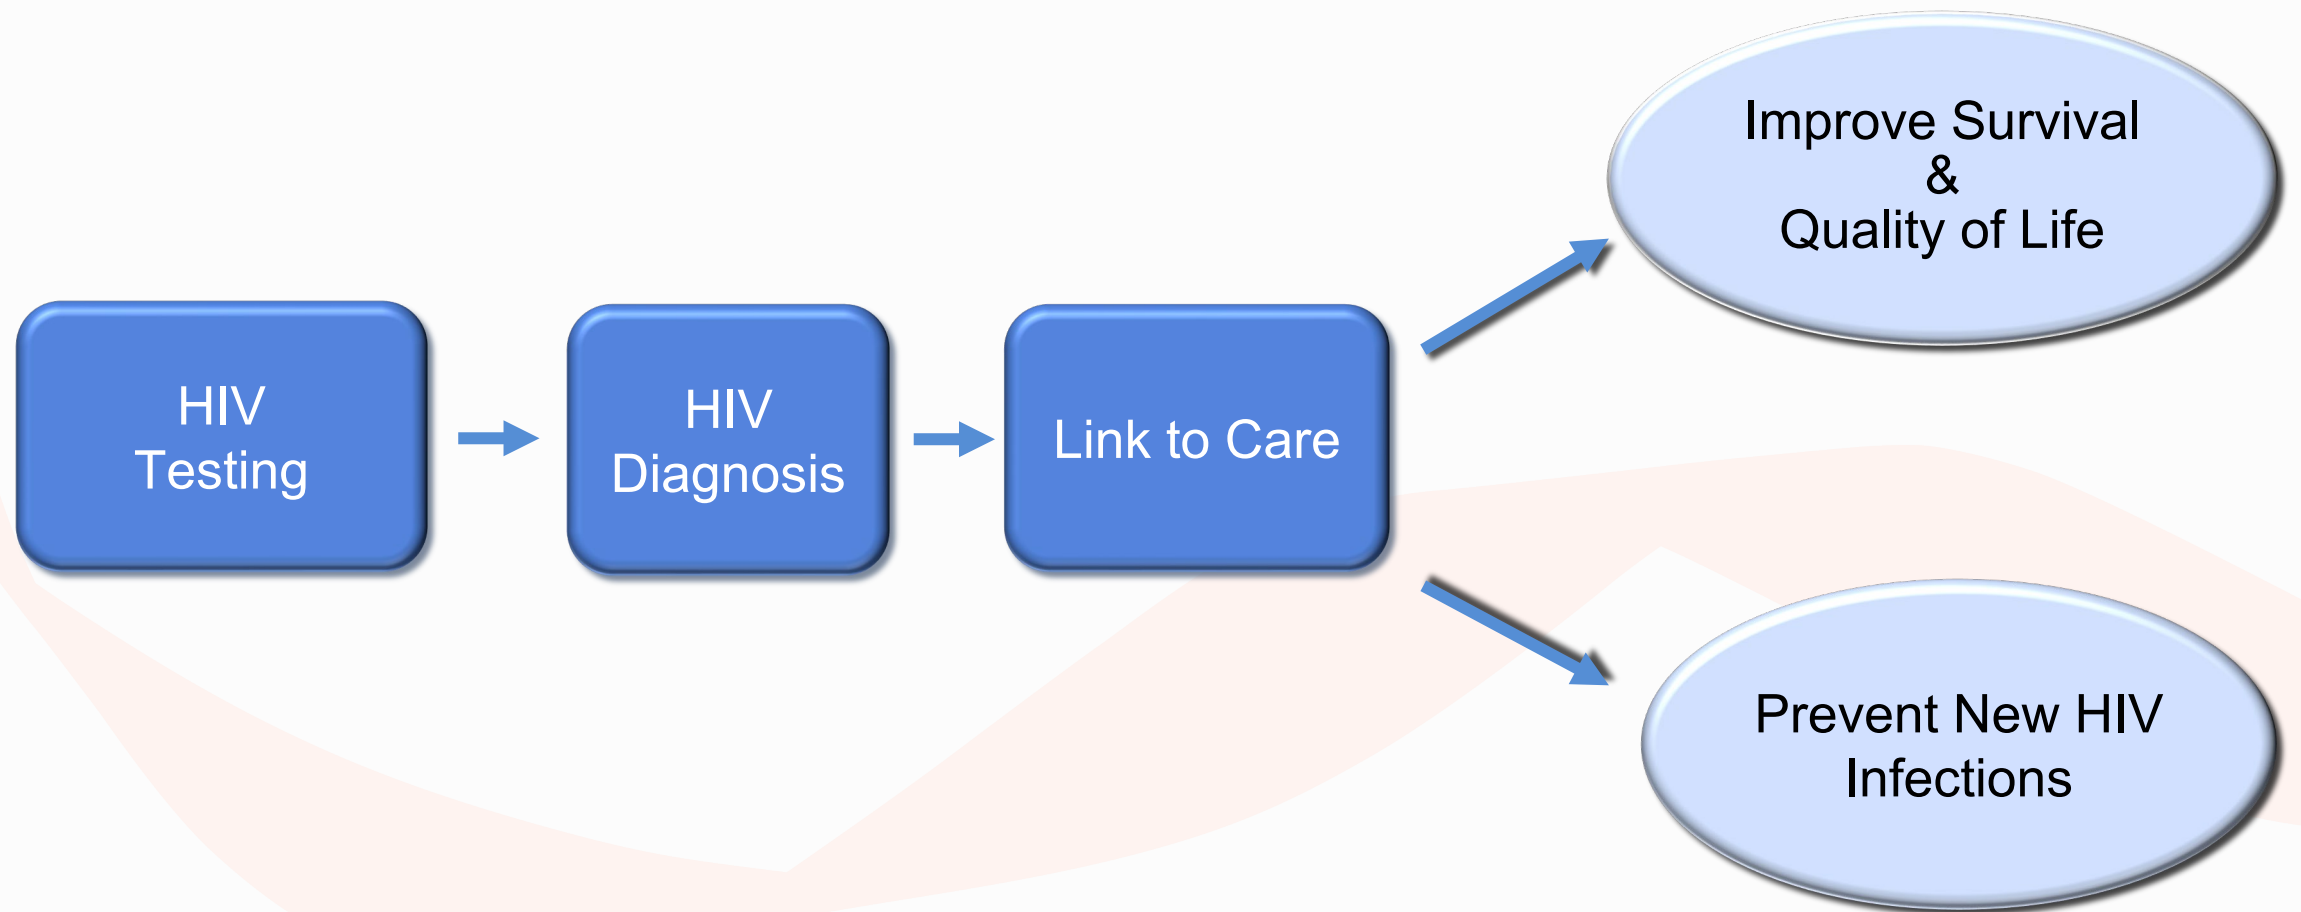 HIV
Testing
HIV
Diagnosis
Link to Care
Improve Survival
&
Quality of Life
Prevent New HIV
Infections